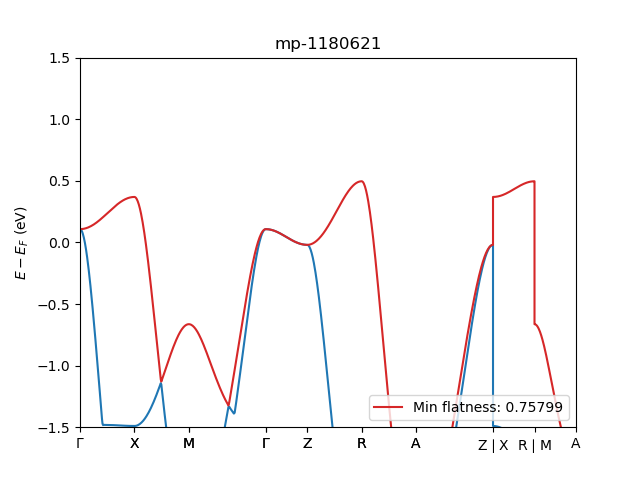 mp-1180621
1.5
1.0
0.5
0.0
−0.5
−1.0
−1.5
E − E_F (eV)
Min flatness: 0.75799
Γ X M Γ Z R A Z | X R | M A